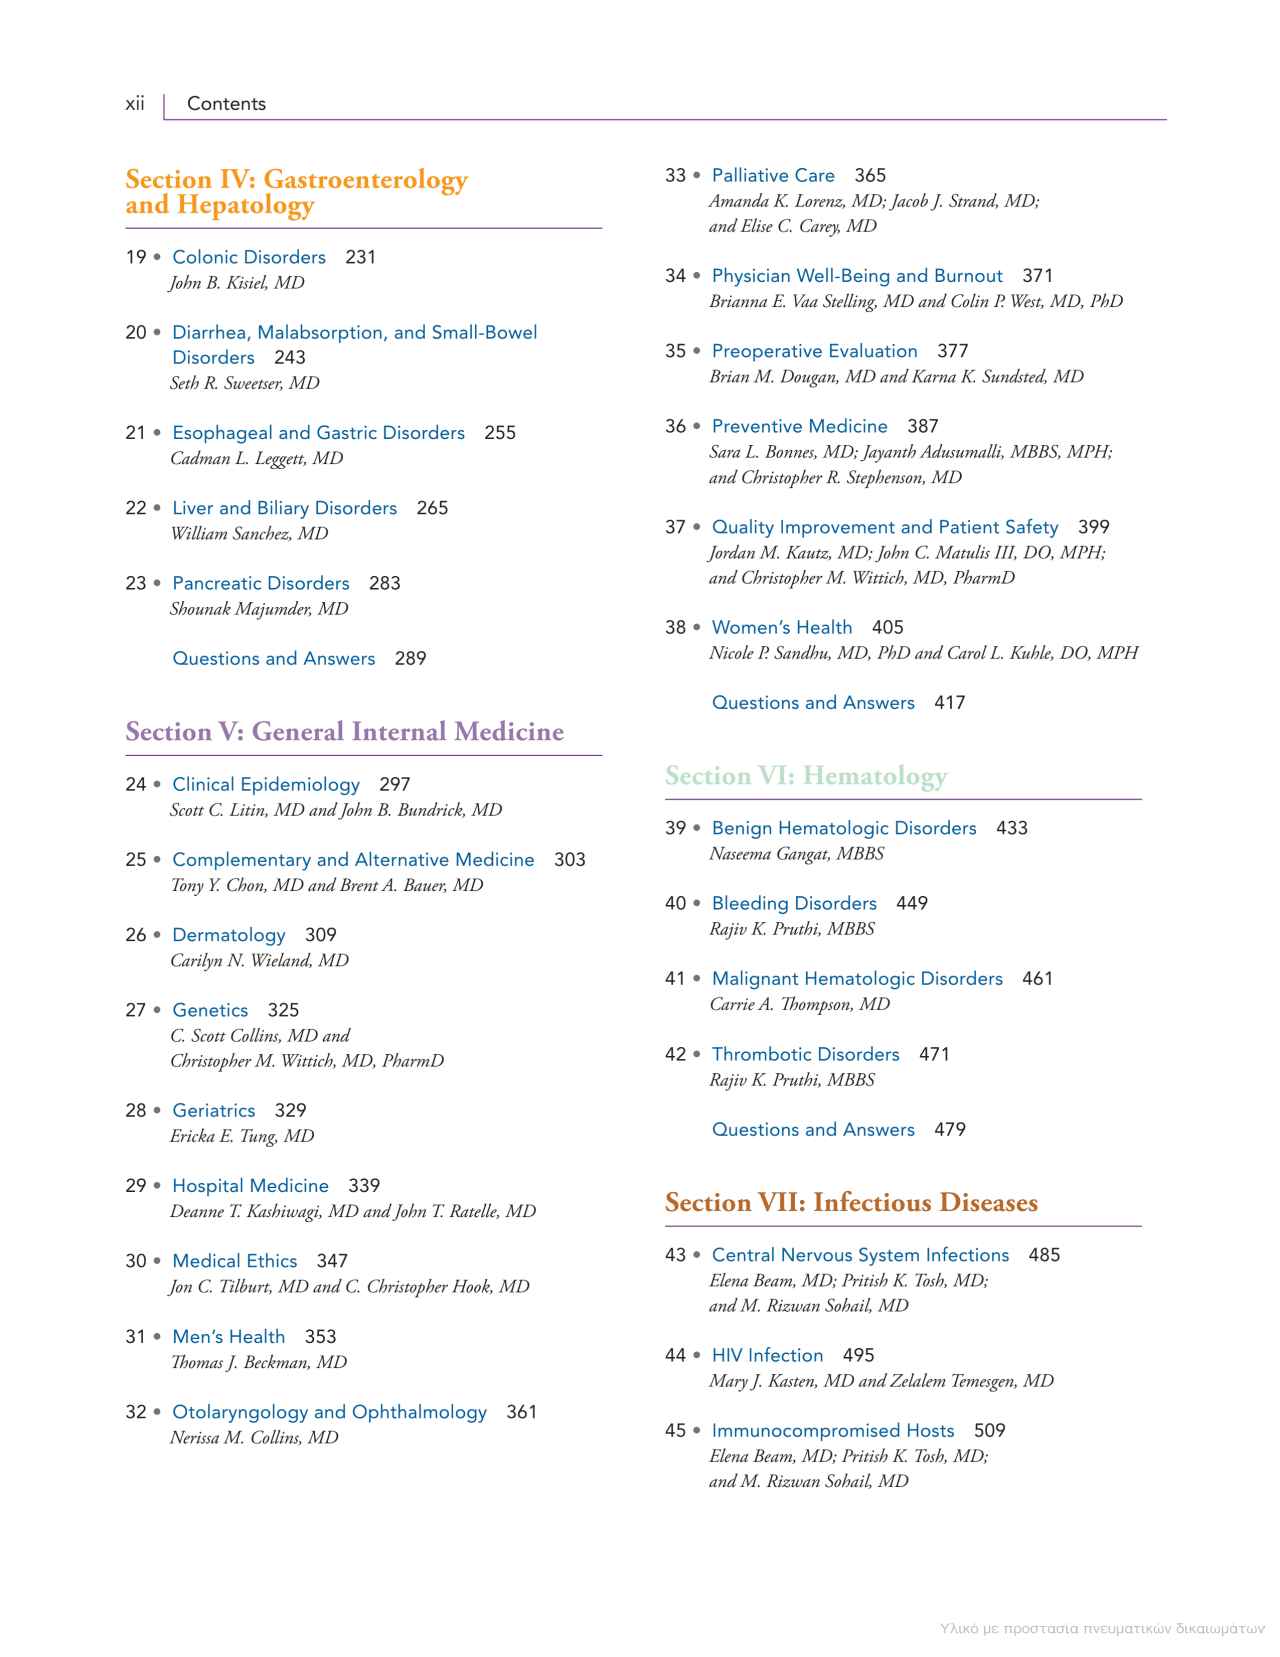 xii Contents
Section IV: Gastroenterology
and Hepatology
19 • Colonic Disorders 231
John B. Kisiel, MD
20 • Diarrhea, Malabsorption, and Small-Bowel
Disorders 243
Seth R. Sweetser, MD
21 • Esophageal and Gastric Disorders 255
Cadman L. Leggett, MD
22 • Liver and Biliary Disorders 265
William Sanchez, MD
23 • Pancreatic Disorders 283
Shounak Majumder, MD
Questions and Answers 289
Section V: General Internal Medicine
24 • Clinical Epidemiology 297
Scott C. Litin, MD and John B. Bundrick, MD
25 • Complementary and Alternative Medicine 303
Tony Y. Chon, MD and Brent A. Bauer, MD
26 • Dermatology 309
Carilyn N. Wieland, MD
27 • Genetics 325
C. Scott Collins, MD and
Christopher M. Wittich, MD, PharmD
28 • Geriatrics 329
Ericka E. Tung, MD
29 • Hospital Medicine 339
Deanne T. Kashiwagi, MD and John T. Ratelle, MD
30 • Medical Ethics 347
Jon C. Tilburt, MD and C. Christopher Hook, MD
31 • Men’s Health 353
Thomas J. Beckman, MD
32 • Otolaryngology and Ophthalmology 361
Nerissa M. Collins, MD
33 • Palliative Care 365
Amanda K. Lorenz, MD; Jacob J. Strand, MD;
and Elise C. Carey, MD
34 • Physician Well-Being and Burnout 371
Brianna E. Vaa Stelling, MD and Colin P. West, MD, PhD
35 • Preoperative Evaluation 377
Brian M. Dougan, MD and Karna K. Sundsted, MD
36 • Preventive Medicine 387
Sara L. Bonnes, MD; Jayanth Adusumalli, MBBS, MPH;
and Christopher R. Stephenson, MD
37 • Quality Improvement and Patient Safety 399
Jordan M. Kautz, MD; John C. Matulis III, DO, MPH;
and Christopher M. Wittich, MD, PharmD
38 • Women’s Health 405
Nicole P. Sandhu, MD, PhD and Carol L. Kuhle, DO, MPH
Questions and Answers 417
Section VI: Hematology
39 • Benign Hematologic Disorders 433
Naseema Gangat, MBBS
40 • Bleeding Disorders 449
Rajiv K. Pruthi, MBBS
41 • Malignant Hematologic Disorders 461
Carrie A. Thompson, MD
42 • Thrombotic Disorders 471
Rajiv K. Pruthi, MBBS
Questions and Answers 479
Section VII: Infectious Diseases
43 • Central Nervous System Infections 485
Elena Beam, MD; Pritish K. Tosh, MD;
and M. Rizwan Sohail, MD
44 • HIV Infection 495
Mary J. Kasten, MD and Zelalem Temesgen, MD
45 • Immunocompromised Hosts 509
Elena Beam, MD; Pritish K. Tosh, MD;
and M. Rizwan Sohail, MD
Υλικό με προστασία πνευματικών δικαιωμάτων